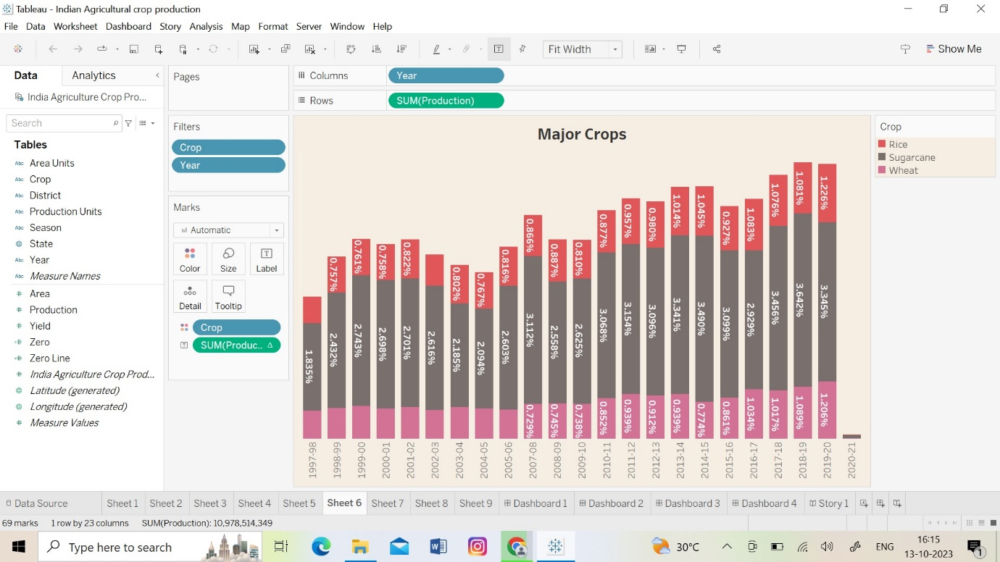 Tableau - Indian Agricultural crop production
File Data Worksheet Dashboard Story Analysis Map Format Server Window Help
Fit Width
Show Me
Data Analytics
India Agriculture Crop Pro...
Search
Tables
Abc Area Units
Abc Crop
Abc District
Abc Production Units
Abc Season
State
Abc Year
Abc Measure Names
# Area
# Production
# Yield
# Zero
# Zero Line
# India Agriculture Crop Prod...
Latitude (generated)
Longitude (generated)
# Measure Values
Pages
Filters
Crop
Year
Marks
Automatic
Color Size Label
Detail Tooltip
Crop
SUM(Produc.. Δ
Columns Year
Rows SUM(Production)
Major Crops
0.757% 0.761% 0.758% 0.822% 0.802% 0.767% 0.816% 0.866% 0.887% 0.810% 0.877% 0.957% 0.980% 1.014% 1.045% 0.927% 1.083% 1.076% 1.081% 1.226%
1.835% 2.432% 2.743% 2.698% 2.701% 2.616% 2.185% 2.094% 2.603% 3.112% 2.558% 2.625% 3.068% 3.154% 3.096% 3.341% 3.490% 3.099% 2.929% 3.456% 3.642% 3.345%
0.729% 0.745% 0.738% 0.852% 0.939% 0.912% 0.939% 0.774% 0.861% 1.034% 1.017% 1.089% 1.206%
1997-98 1998-99 1999-00 2000-01 2001-02 2002-03 2003-04 2004-05 2005-06 2007-08 2008-09 2009-10 2010-11 2011-12 2012-13 2013-14 2014-15 2015-16 2016-17 2017-18 2018-19 2019-20 2020-21
Crop
Rice
Sugarcane
Wheat
Data Source Sheet 1 Sheet 2 Sheet 3 Sheet 4 Sheet 5 Sheet 6 Sheet 7 Sheet 8 Sheet 9 Dashboard 1 Dashboard 2 Dashboard 3 Dashboard 4 Story 1
69 marks 1 row by 23 columns SUM(Production): 10,978,514,349
Type here to search
30°C
ENG
16:15
13-10-2023
1